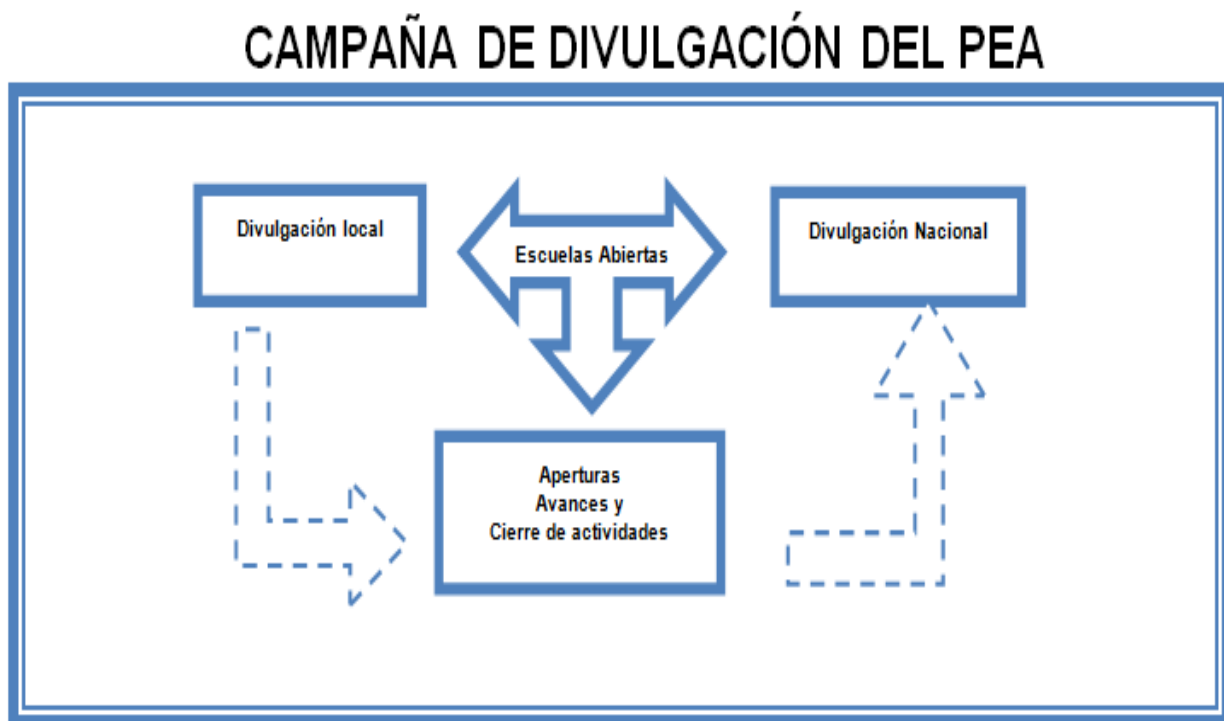 CAMPAÑA DE DIVULGACIÓN DEL PEA
Divulgación local
Escuelas Abiertas
Divulgación Nacional
Aperturas
Avances y
Cierre de actividades